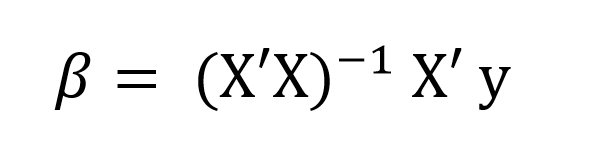 β = (X′X)⁻¹ X′ y